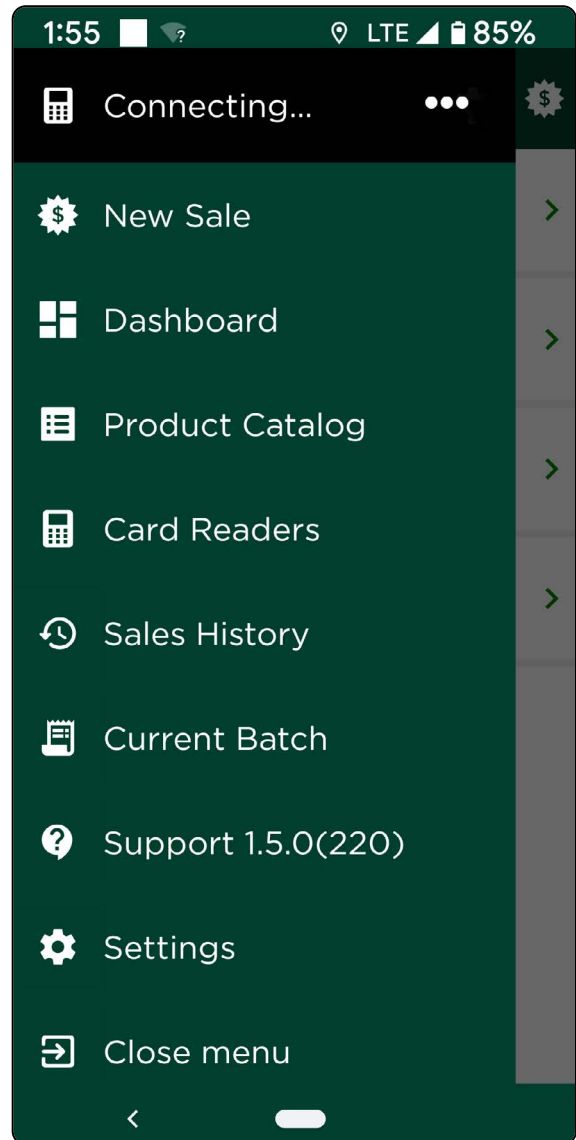 1:55 LTE 85%
Connecting...
New Sale
Dashboard
Product Catalog
Card Readers
Sales History
Current Batch
Support 1.5.0(220)
Settings
Close menu